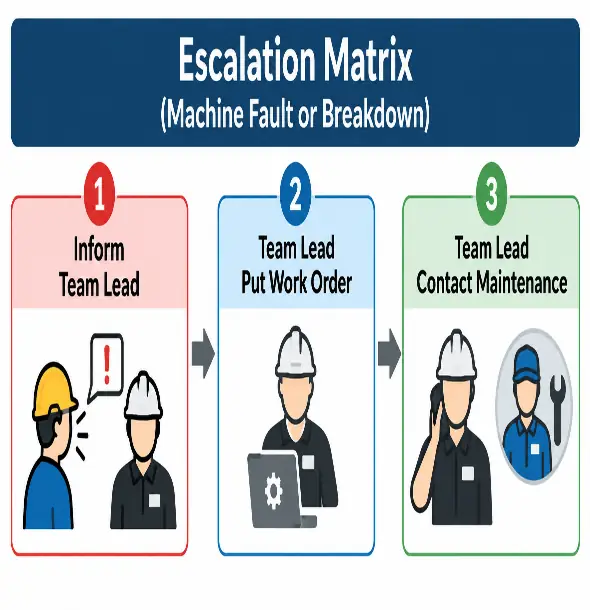 Escalation Matrix
(Machine Fault or Breakdown)
1
Inform
Team Lead
!
2
Team Lead
Put Work Order
3
Team Lead
Contact Maintenance